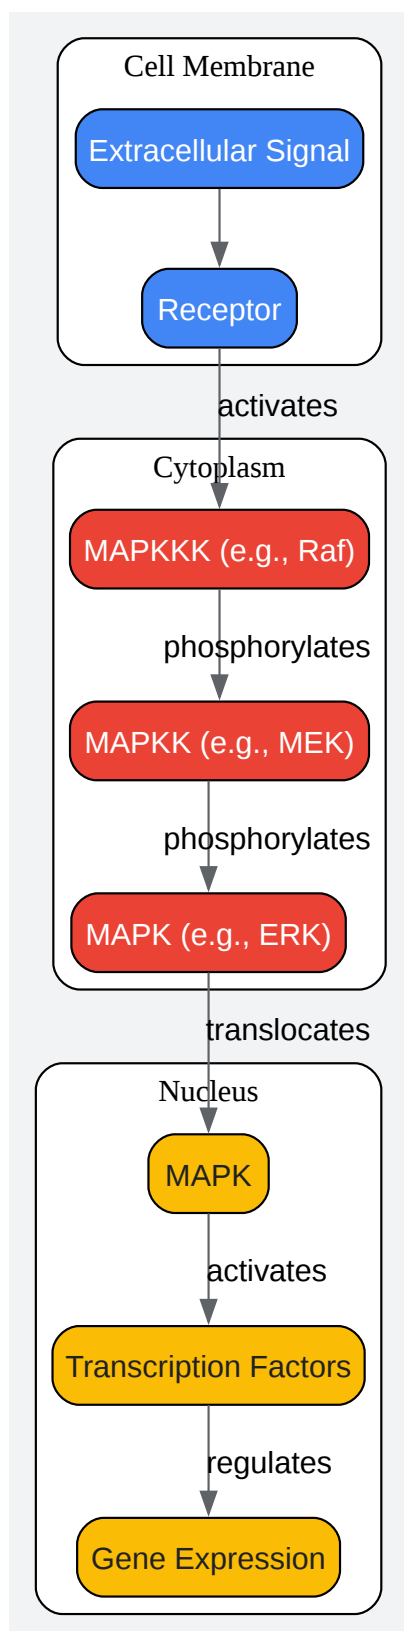 Cell Membrane
Extracellular Signal
Receptor
activates
Cytoplasm
MAPKKK (e.g., Raf)
phosphorylates
MAPKK (e.g., MEK)
phosphorylates
MAPK (e.g., ERK)
translocates
Nucleus
MAPK
activates
Transcription Factors
regulates
Gene Expression